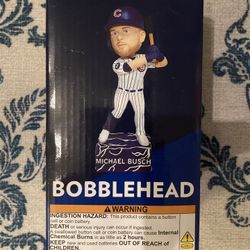 MICHAEL BUSCH
BOBBLEHEAD
WARNING
INGESTION HAZARD: This product contains a button
cell or coin battery.
DEATH or serious injury can occur if ingested.
A swallowed button cell or coin battery can cause Internal
Chemical Burns in as little as 2 hours.
KEEP new and used batteries OUT OF REACH of
CHILDREN.